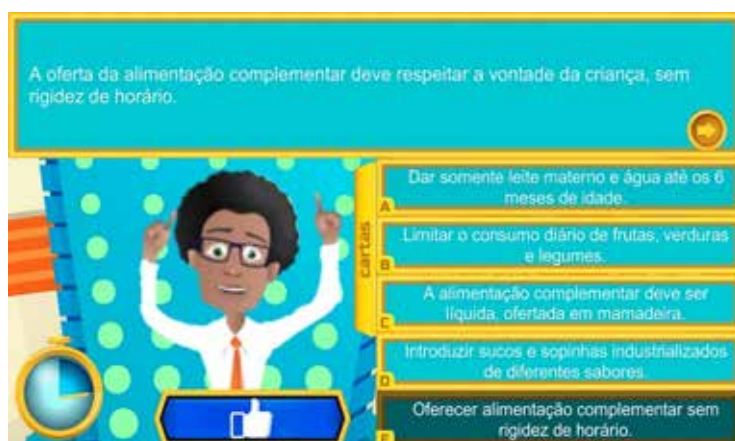 A oferta da alimentação complementar deve respeitar a vontade da criança, sem
rigidez de horário.
cartas
Dar somente leite materno e água até os 6
meses de idade.
A
Limitar o consumo diário de frutas, verduras
e legumes.
B
A alimentação complementar deve ser
líquida, ofertada em mamadeira.
C
Introduzir sucos e sopinhas industrializados
de diferentes sabores.
D
Oferecer alimentação complementar sem
rigidez de horário.
E